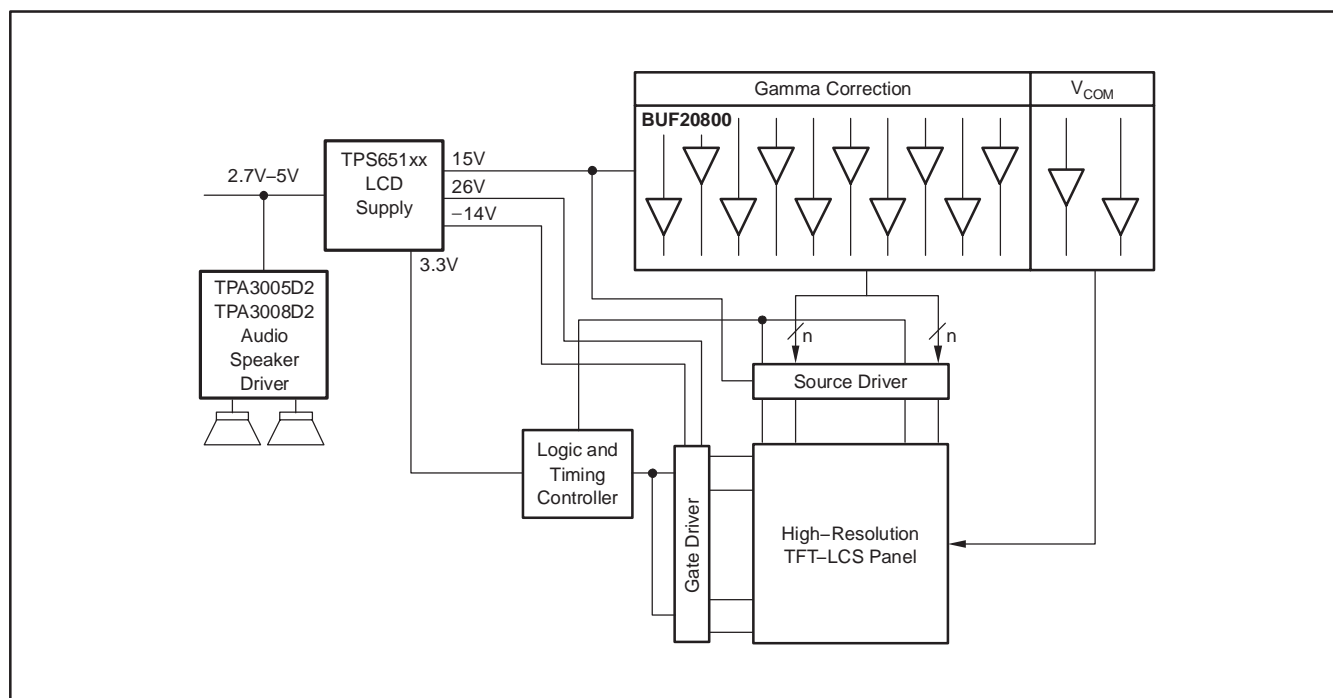 Gamma Correction
V_COM
BUF20800
TPS651xx
LCD
Supply
15V
26V
−14V
3.3V
2.7V−5V
TPA3005D2
TPA3008D2
Audio
Speaker
Driver
n
n
Source Driver
Logic and
Timing
Controller
Gate Driver
High−Resolution
TFT−LCS Panel